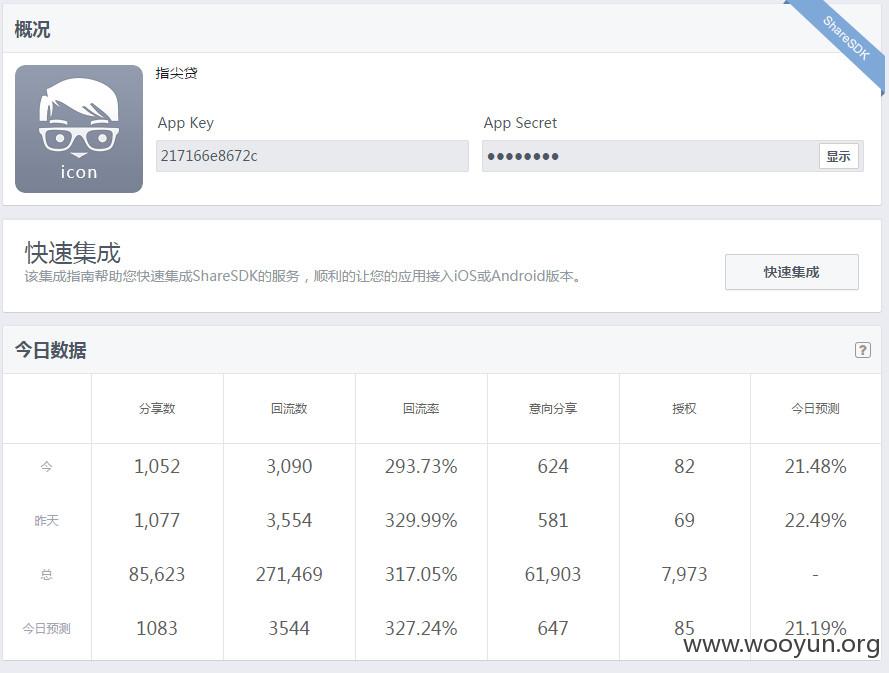 概况
ShareSDK
指尖贷
App Key App Secret
217166e8672c ●●●●●●●● 显示
icon
快速集成
该集成指南帮助您快速集成ShareSDK的服务，顺利的让您的应用接入iOS或Android版本。
快速集成
今日数据 ?
分享数 回流数 回流率 意向分享 授权 今日预测
今 1,052 3,090 293.73% 624 82 21.48%
昨天 1,077 3,554 329.99% 581 69 22.49%
总 85,623 271,469 317.05% 61,903 7,973 -
今日预测 1083 3544 327.24% 647 85 21.19%
www.wooyun.org